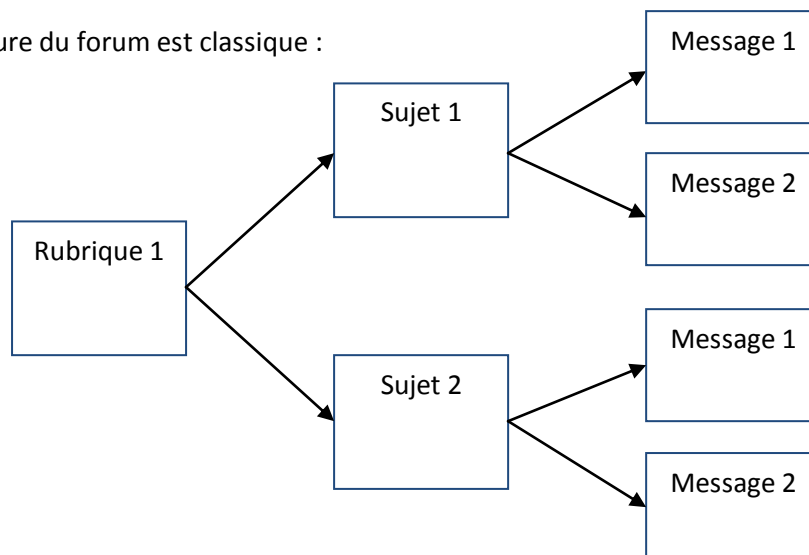 ure du forum est classique :
Message 1
Sujet 1
Message 2
Rubrique 1
Message 1
Sujet 2
Message 2